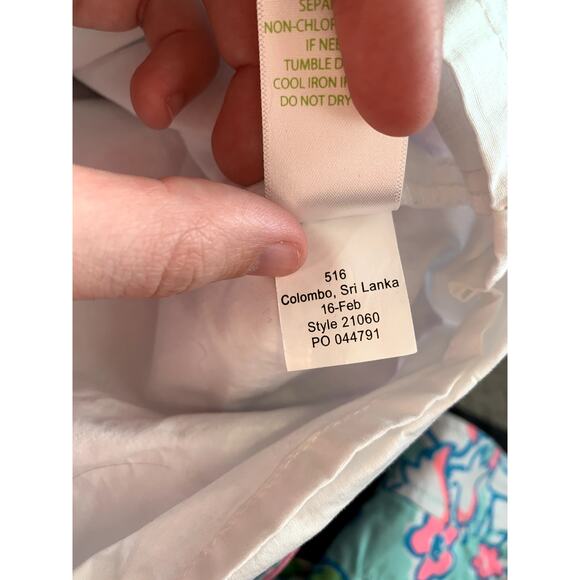 NON-CHLOR
IF NEE
TUMBLE D
COOL IRON I
DO NOT DRY
516
Colombo, Sri Lanka
16-Feb
Style 21060
PO 044791